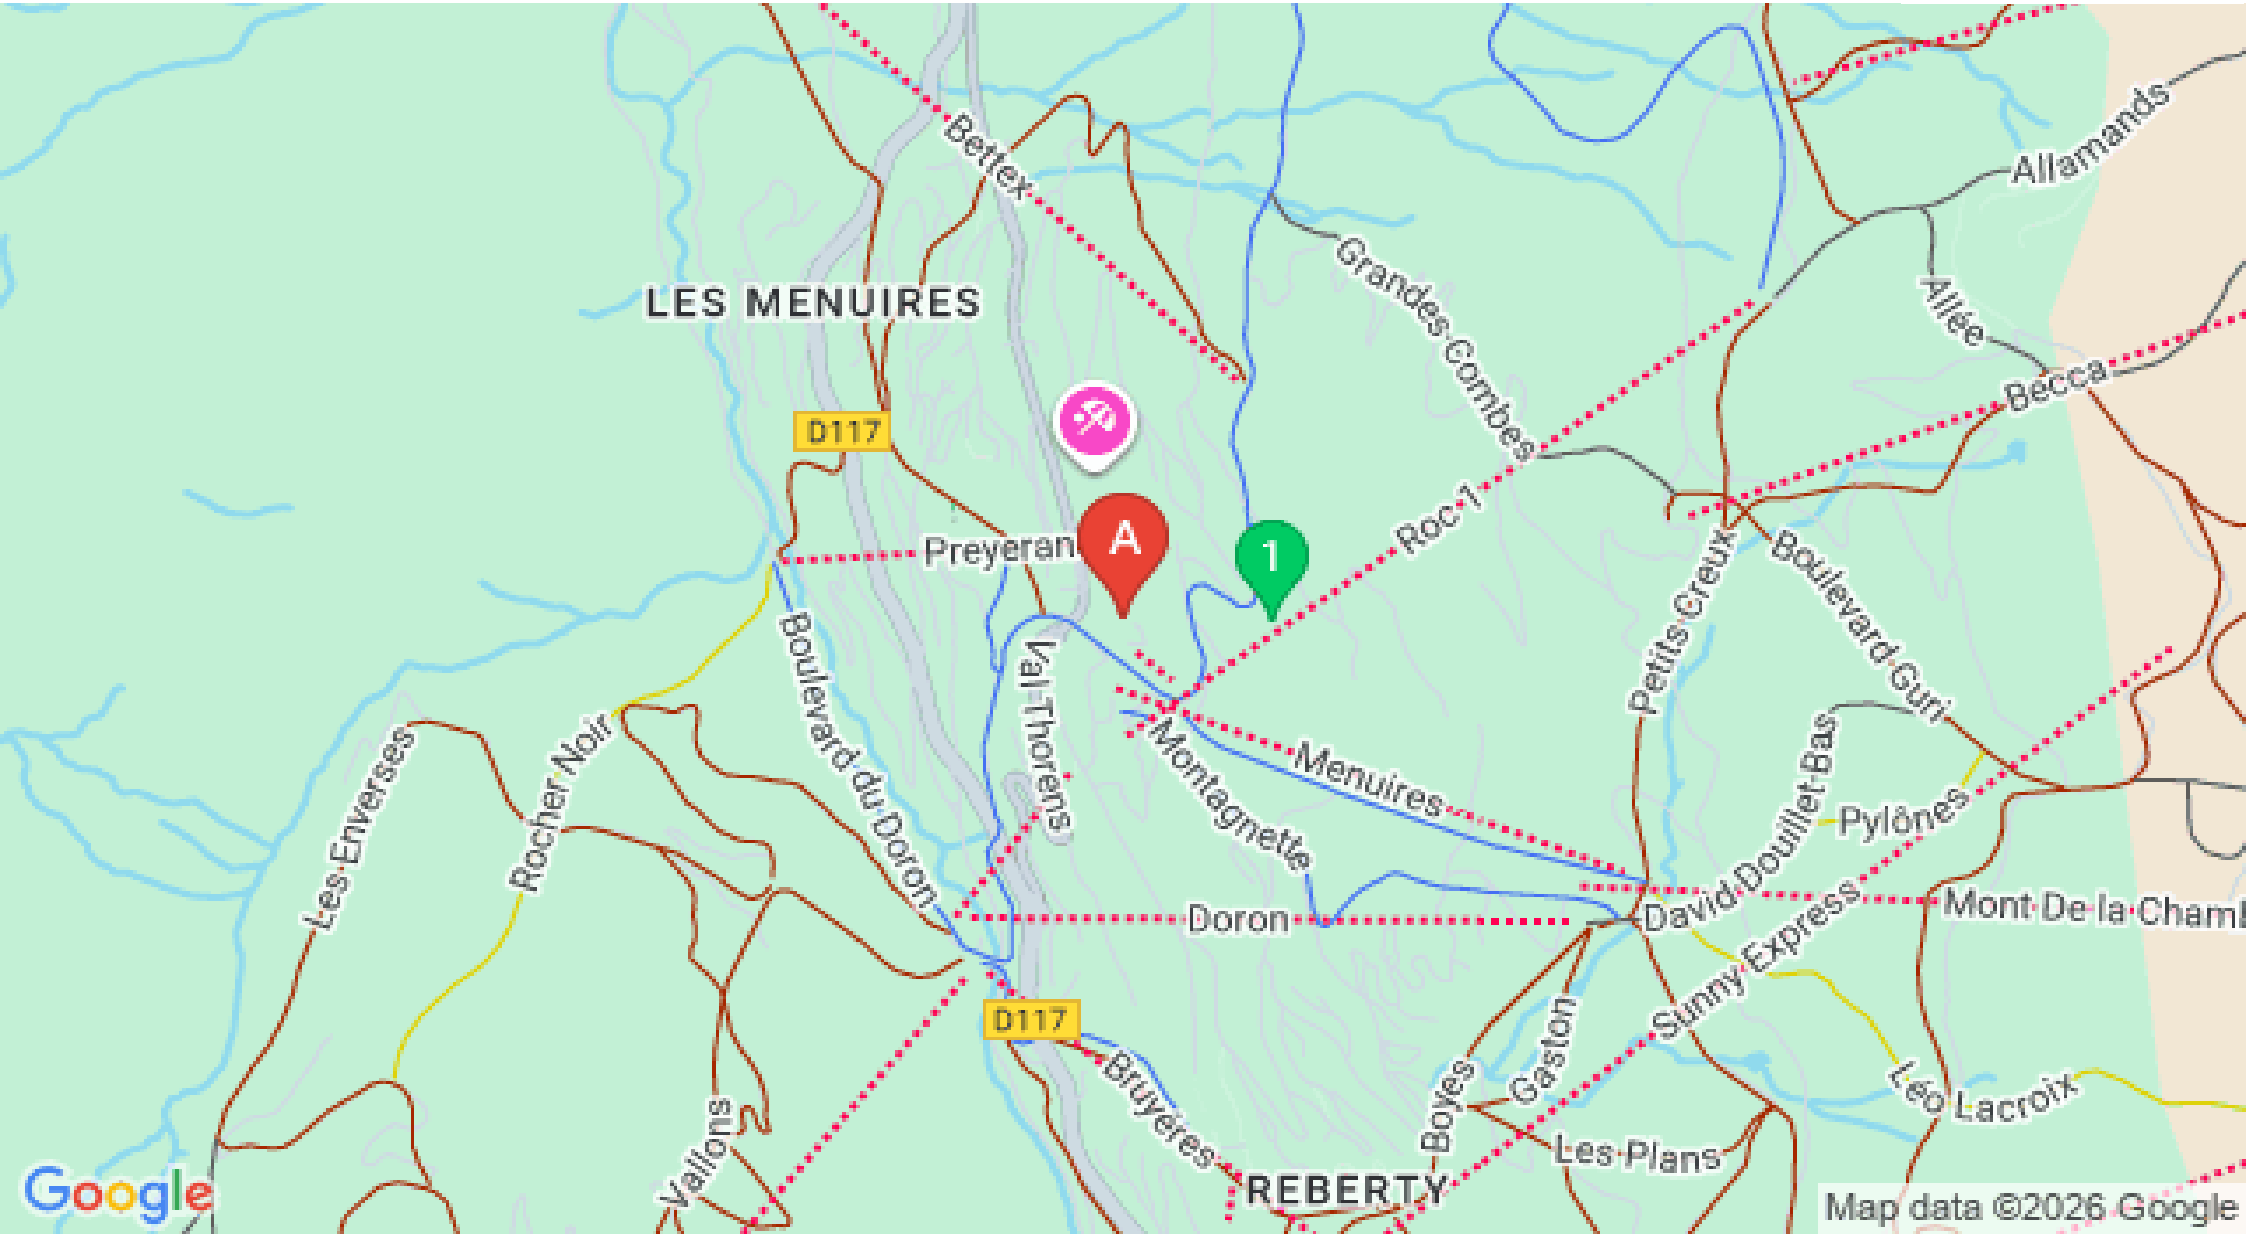 Bettex
Allamands
Grandes Combes
Allée
LES MENUIRES
Becca
D117
A
1
Roc 1
Preyeran
Petits Creux
Boulevard Guri
Boulevard du Doron
Val Thorens
Les Enverses
Rocher Noir
Montagnette
Menuires
David Douillet Bas
Pylônes
Doron
Mont De la Cham
Sunny Express
D117
Gaston
Bruyères
Boyes
Léo Lacroix
Vallons
Les Plans
REBERTY
Google
Map data ©2026 Google